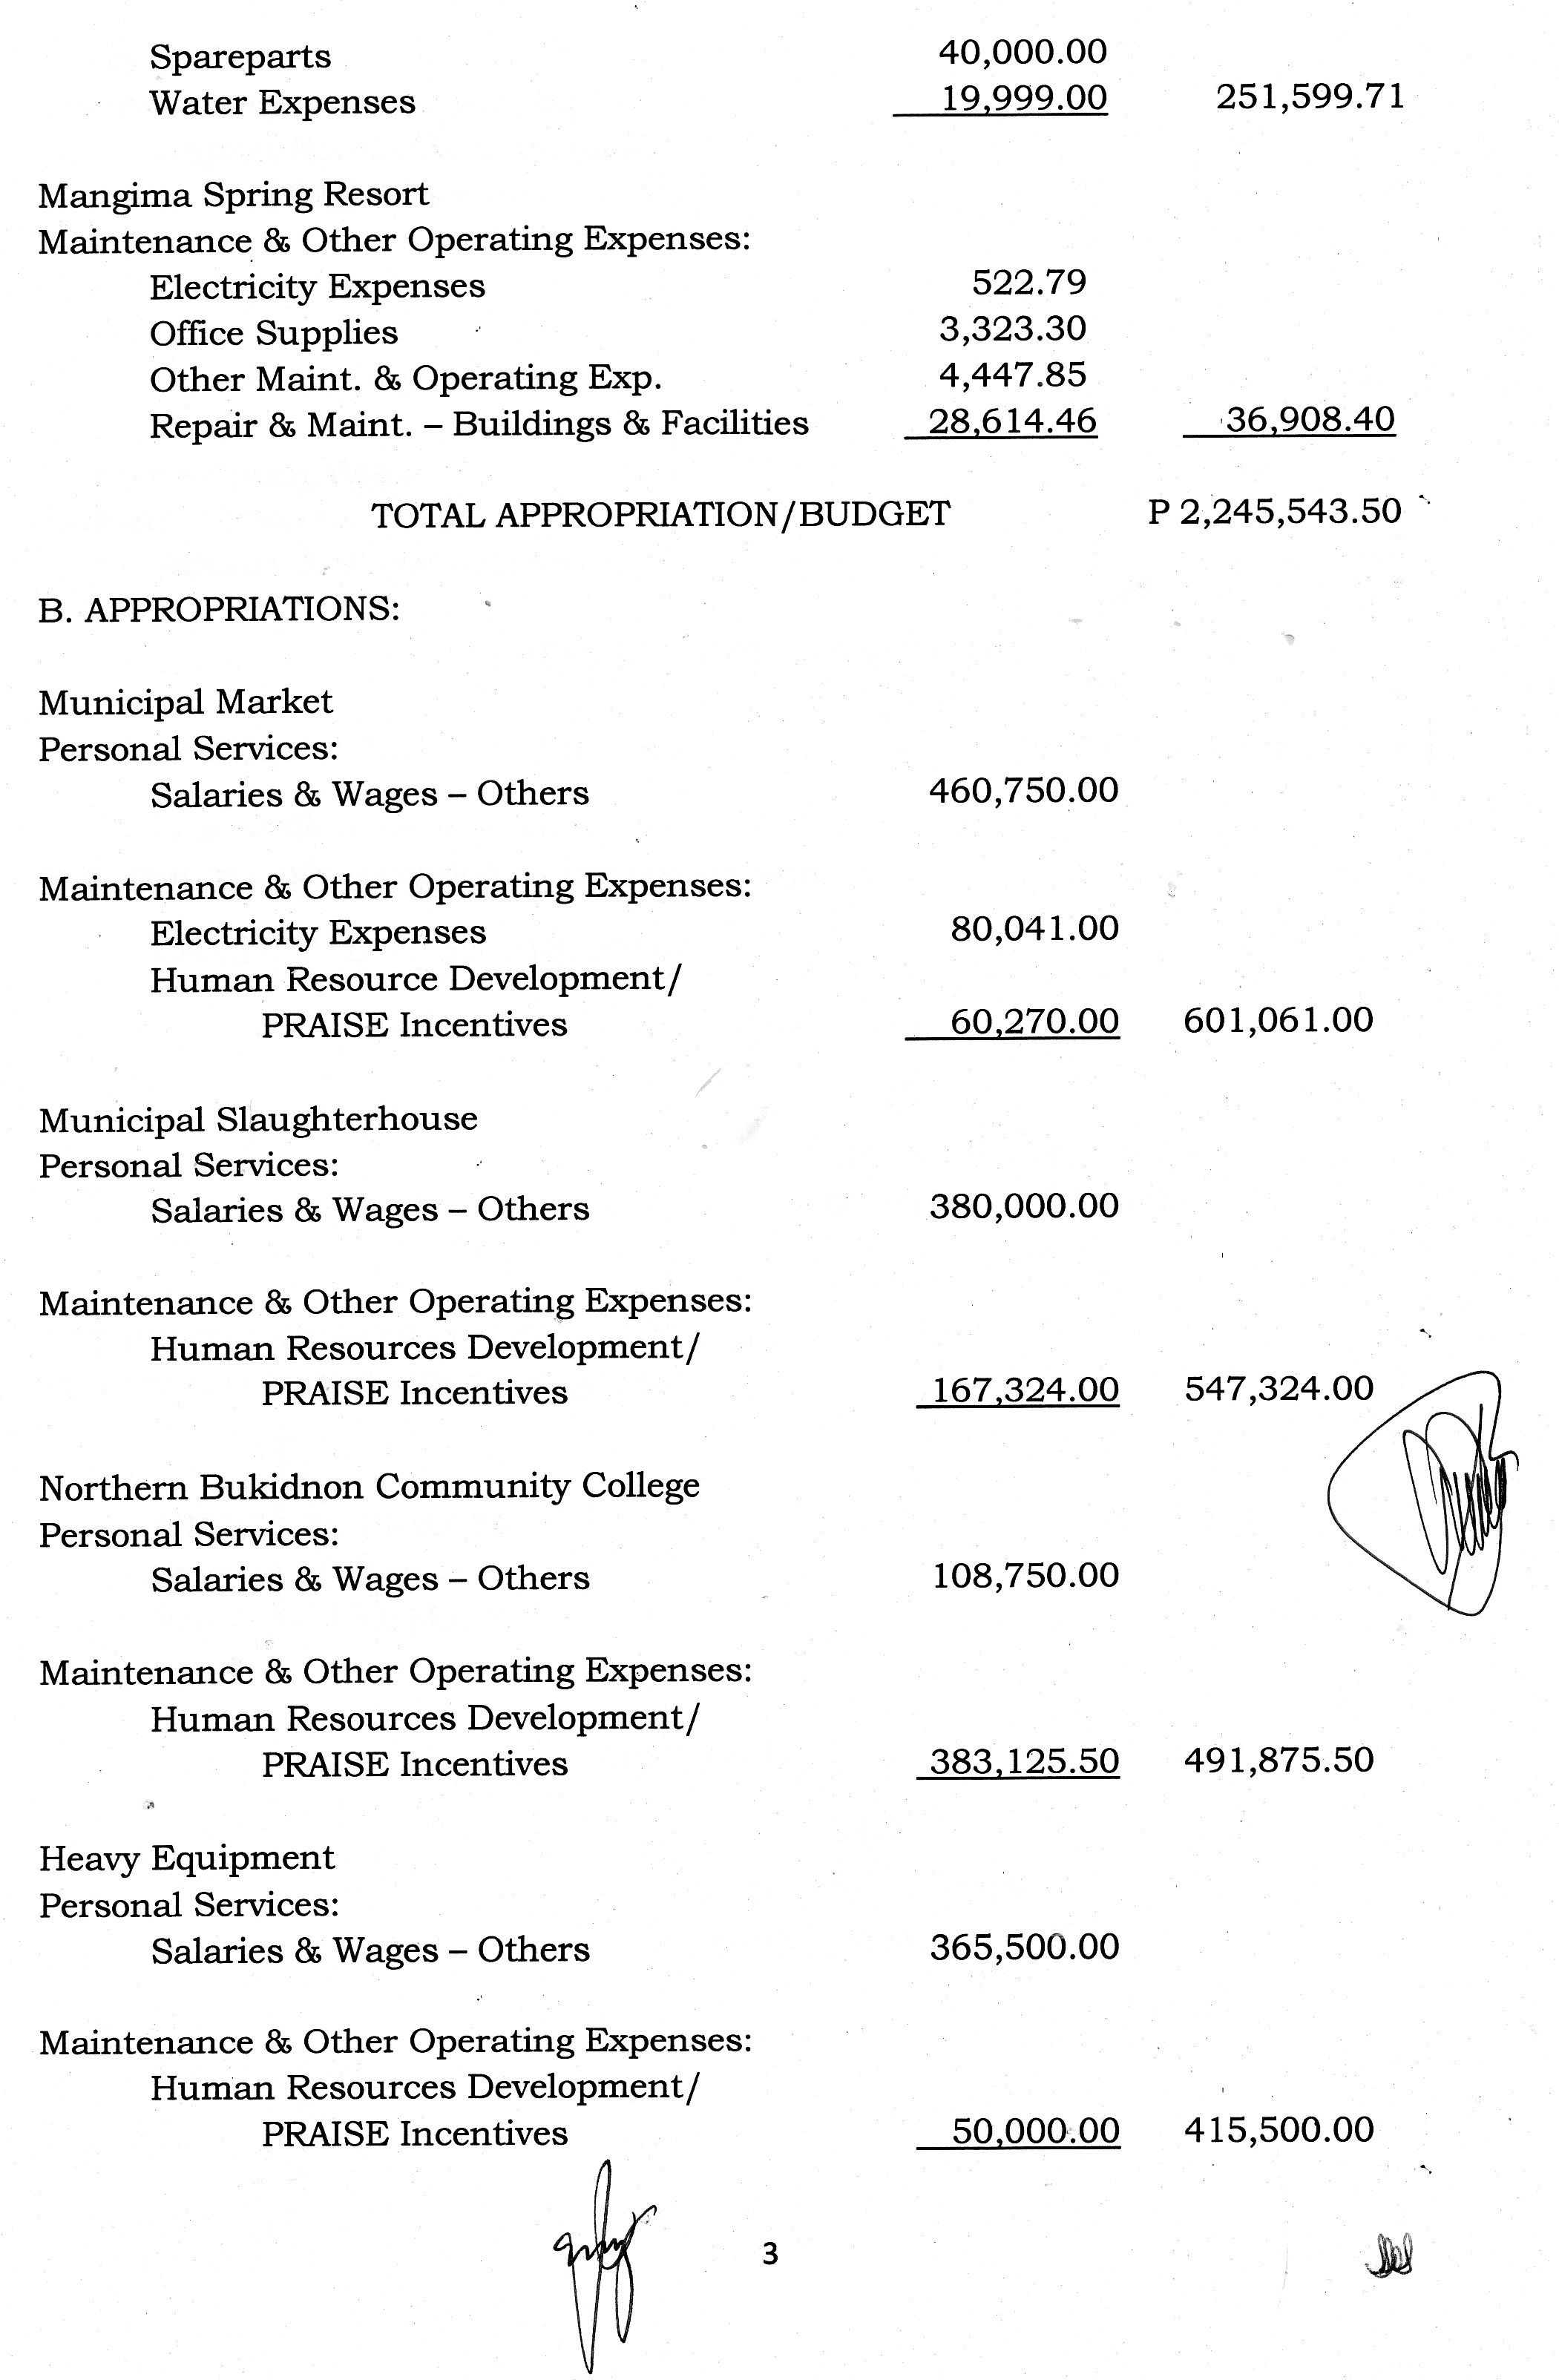 Spareparts 40,000.00
Water Expenses 19,999.00 251,599.71
Mangima Spring Resort
Maintenance & Other Operating Expenses:
Electricity Expenses 522.79
Office Supplies 3,323.30
Other Maint. & Operating Exp. 4,447.85
Repair & Maint. – Buildings & Facilities 28,614.46 36,908.40
TOTAL APPROPRIATION/BUDGET P 2,245,543.50
B. APPROPRIATIONS:
Municipal Market
Personal Services:
Salaries & Wages – Others 460,750.00
Maintenance & Other Operating Expenses:
Electricity Expenses 80,041.00
Human Resource Development/
PRAISE Incentives 60,270.00 601,061.00
Municipal Slaughterhouse
Personal Services:
Salaries & Wages – Others 380,000.00
Maintenance & Other Operating Expenses:
Human Resources Development/
PRAISE Incentives 167,324.00 547,324.00
Northern Bukidnon Community College
Personal Services:
Salaries & Wages – Others 108,750.00
Maintenance & Other Operating Expenses:
Human Resources Development/
PRAISE Incentives 383,125.50 491,875.50
Heavy Equipment
Personal Services:
Salaries & Wages – Others 365,500.00
Maintenance & Other Operating Expenses:
Human Resources Development/
PRAISE Incentives 50,000.00 415,500.00
3